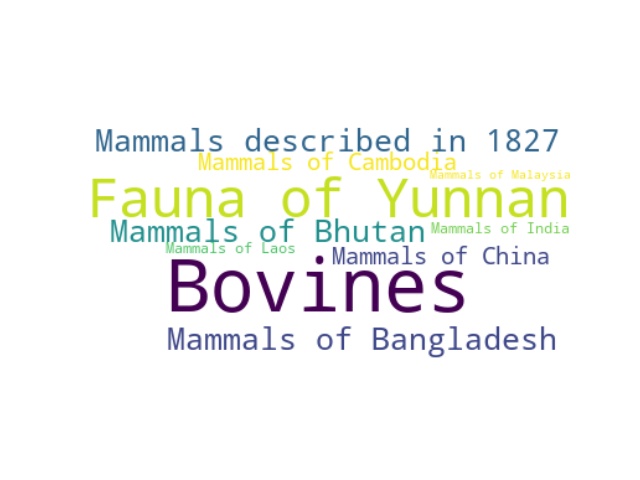 Mammals described in 1827
Mammals of Cambodia
Mammals of Malaysia
Fauna of Yunnan
Mammals of Bhutan
Mammals of India
Mammals of Laos
Mammals of China
Bovines
Mammals of Bangladesh